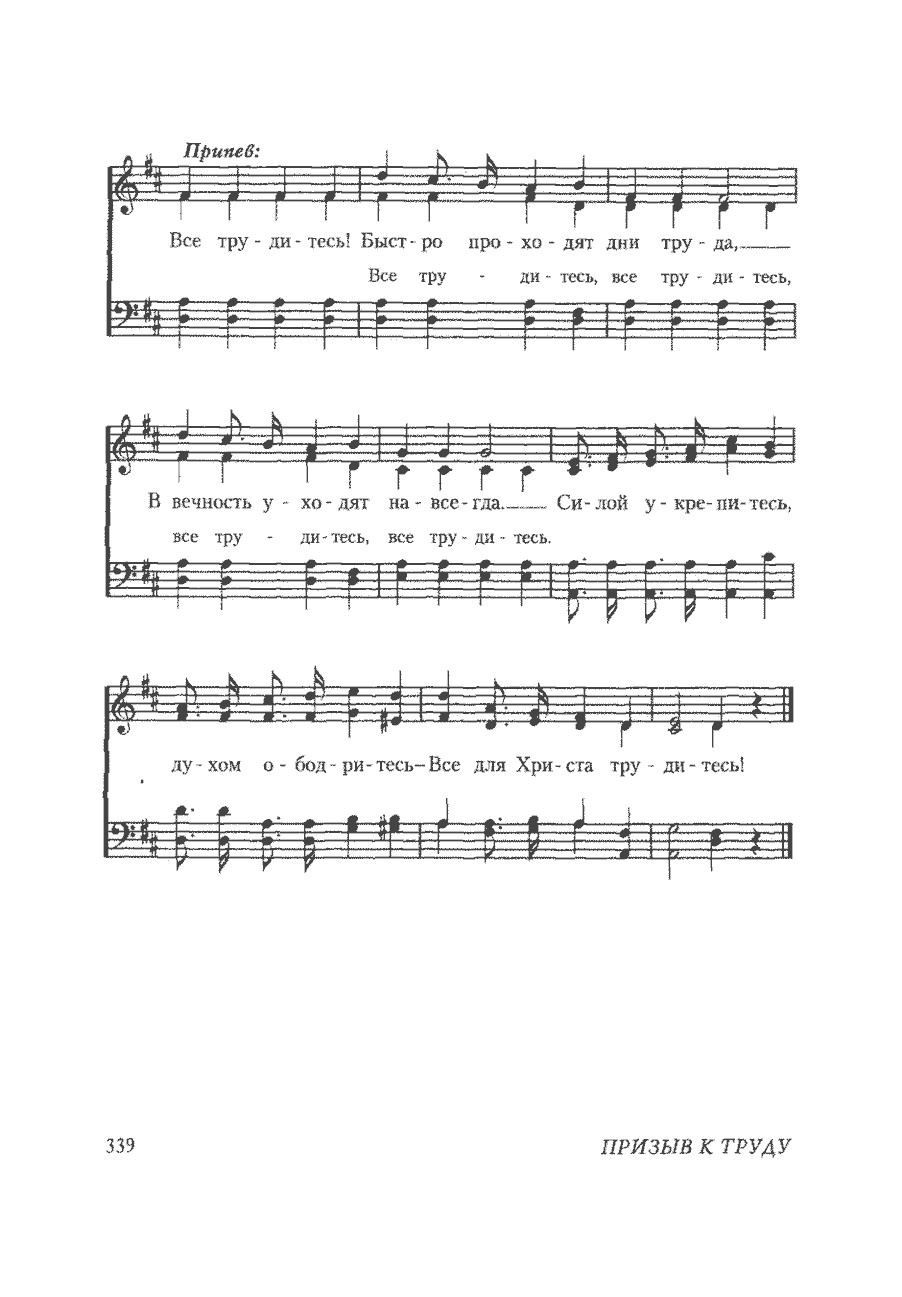 Припев:
Все тру - ди - тесь! Быст - ро про - хо - дят дни тру - да,
Все тру - ди - тесь, все тру - ди - тесь,
В вечность у - хо - дят на - все - гда. Си - лой у - кре - пи - тесь,
все тру - ди - тесь, все тру - ди - тесь.
ду - хом о - бод - ри - тесь – Все для Хри - ста тру - ди - тесь!
339 ПРИЗЫВ К ТРУДУ